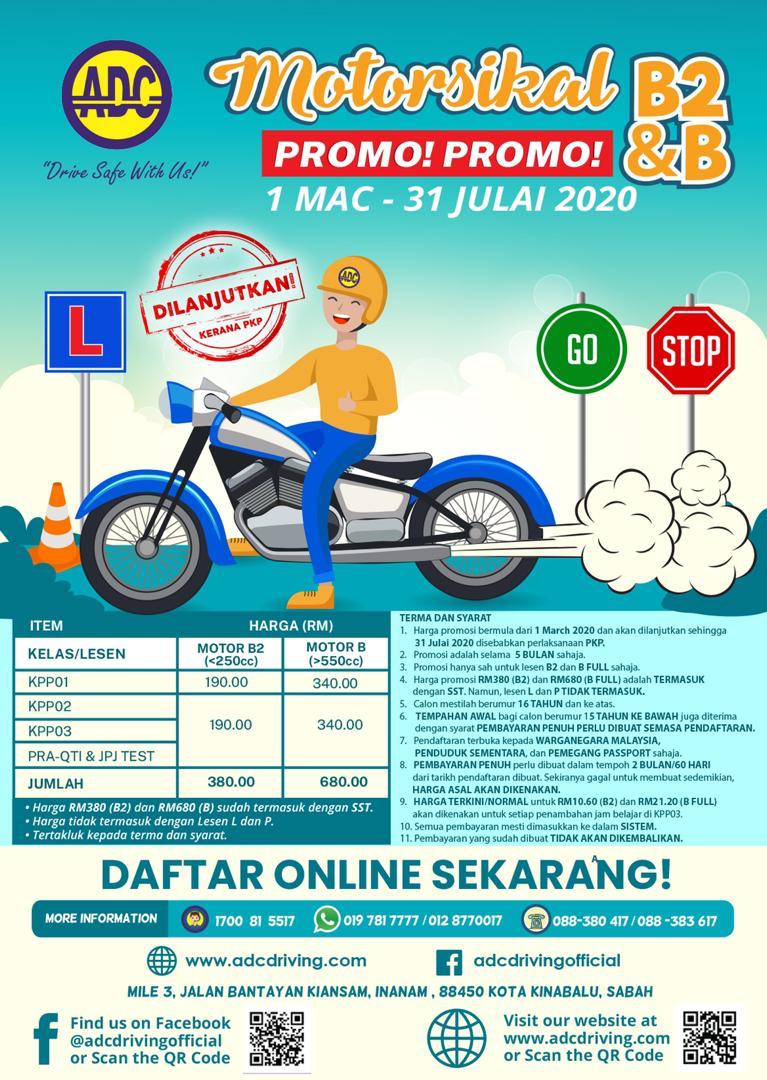 ADC
"Drive Safe With Us!"
Motorsikal B2 &B
PROMO! PROMO!
1 MAC - 31 JULAI 2020
DILANJUTKAN!
KERANA PKP
ADC
L
GO
STOP
ITEM HARGA (RM)
KELAS/LESEN MOTOR B2 (<250cc) MOTOR B (>550cc)
KPP01 190.00 340.00
KPP02
KPP03 190.00 340.00
PRA-QTI & JPJ TEST
JUMLAH 380.00 680.00
• Harga RM380 (B2) dan RM680 (B) sudah termasuk dengan SST.
• Harga tidak termasuk dengan Lesen L dan P.
• Tertakluk kepada terma dan syarat.
TERMA DAN SYARAT
1. Harga promosi bermula dari 1 March 2020 dan akan dilanjutkan sehingga
31 Julai 2020 disebabkan perlaksanaan PKP.
2. Promosi adalah selama 5 BULAN sahaja.
3. Promosi hanya sah untuk lesen B2 dan B FULL sahaja.
4. Harga promosi RM380 (B2) dan RM680 (B FULL) adalah TERMASUK
dengan SST. Namun, lesen L dan P TIDAK TERMASUK.
5. Calon mestilah berumur 16 TAHUN dan ke atas.
6. TEMPAHAN AWAL bagi calon berumur 15 TAHUN KE BAWAH juga diterima
dengan syarat PEMBAYARAN PENUH PERLU DIBUAT SEMASA PENDAFTARAN.
7. Pendaftaran terbuka kepada WARGANEGARA MALAYSIA,
PENDUDUK SEMENTARA, dan PEMEGANG PASSPORT sahaja.
8. PEMBAYARAN PENUH perlu dibuat dalam tempoh 2 BULAN/60 HARI
dari tarikh pendaftaran dibuat. Sekiranya gagal untuk membuat sedemikian,
HARGA ASAL AKAN DIKENAKAN.
9. HARGA TERKINI/NORMAL untuk RM10.60 (B2) dan RM21.20 (B FULL)
akan dikenakan untuk setiap penambahan jam belajar di KPP03.
10. Semua pembayaran mesti dimasukkan ke dalam SISTEM.
11. Pembayaran yang sudah dibuat TIDAK AKAN DIKEMBALIKAN.
A
DAFTAR ONLINE SEKARANG!
MORE INFORMATION 1700 81 5517 019 781 7777 / 012 8770017 088-380 417 / 088 -383 617
www.adcdriving.com adcdrivingofficial
MILE 3, JALAN BANTAYAN KIANSAM, INANAM , 88450 KOTA KINABALU, SABAH
Find us on Facebook
@adcdrivingofficial
or Scan the QR Code
Visit our website at
www.adcdriving.com
or Scan the QR Code